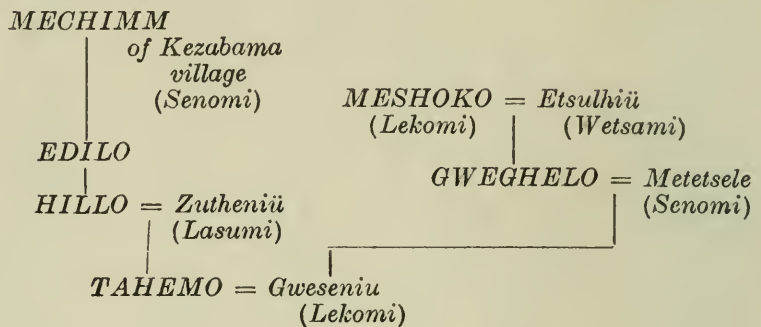 MECHIMM
of Kezabama
village
(Senomi)
MESHOKO = Etsulhiü
(Lekomi) (Wetsami)
EDILO
GWEGHELO = Metetsele
(Senomi)
HILLO = Zutheniü
(Lasumi)
TAHEMO = Gweseniu
(Lekomi)